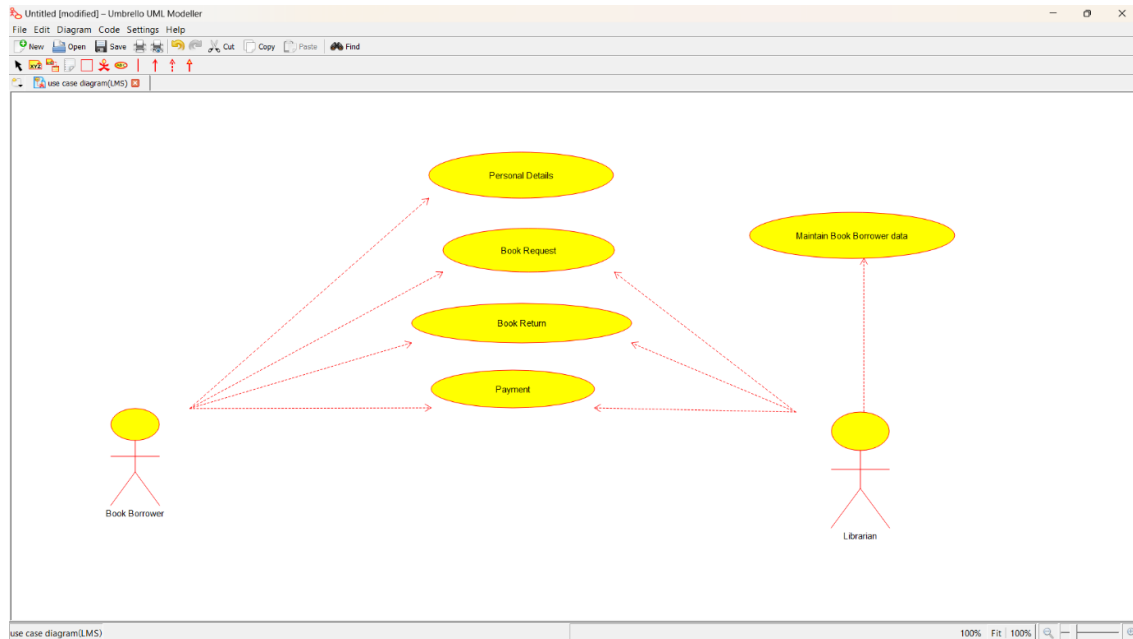 Untitled [modified] – Umbrello UML Modeller
File Edit Diagram Code Settings Help
New Open Save Cut Copy Paste Find
xyz
use case diagram(LMS)
Personal Details
Maintain Book Borrower data
Book Request
Book Return
Payment
Book Borrower
Librarian
use case diagram(LMS) 100% Fit 100%